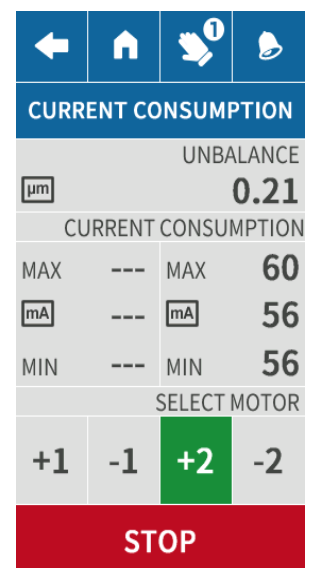 1
CURRENT CONSUMPTION
UNBALANCE
µm 0.21
CURRENT CONSUMPTION
MAX --- MAX 60
mA --- mA 56
MIN --- MIN 56
SELECT MOTOR
+1 -1 +2 -2
STOP